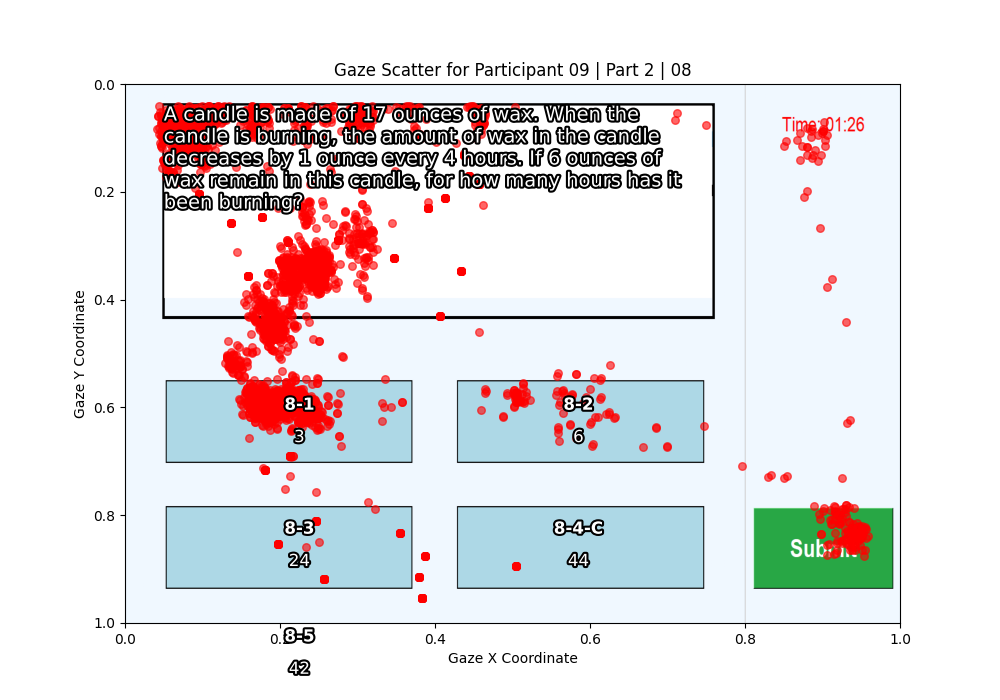 Gaze Scatter for Participant 09 | Part 2 | 08
A candle is made of 17 ounces of wax. When the
candle is burning, the amount of wax in the candle
decreases by 1 ounce every 4 hours. If 6 ounces of
wax remain in this candle, for how many hours has it
been burning?
Time: 01:26
8-1
3
8-2
6
8-3
24
8-4-C
44
Submit
8-5
42
0.0
0.2
0.4
0.6
0.8
1.0
Gaze Y Coordinate
0.0
0.2
0.4
0.6
0.8
1.0
Gaze X Coordinate